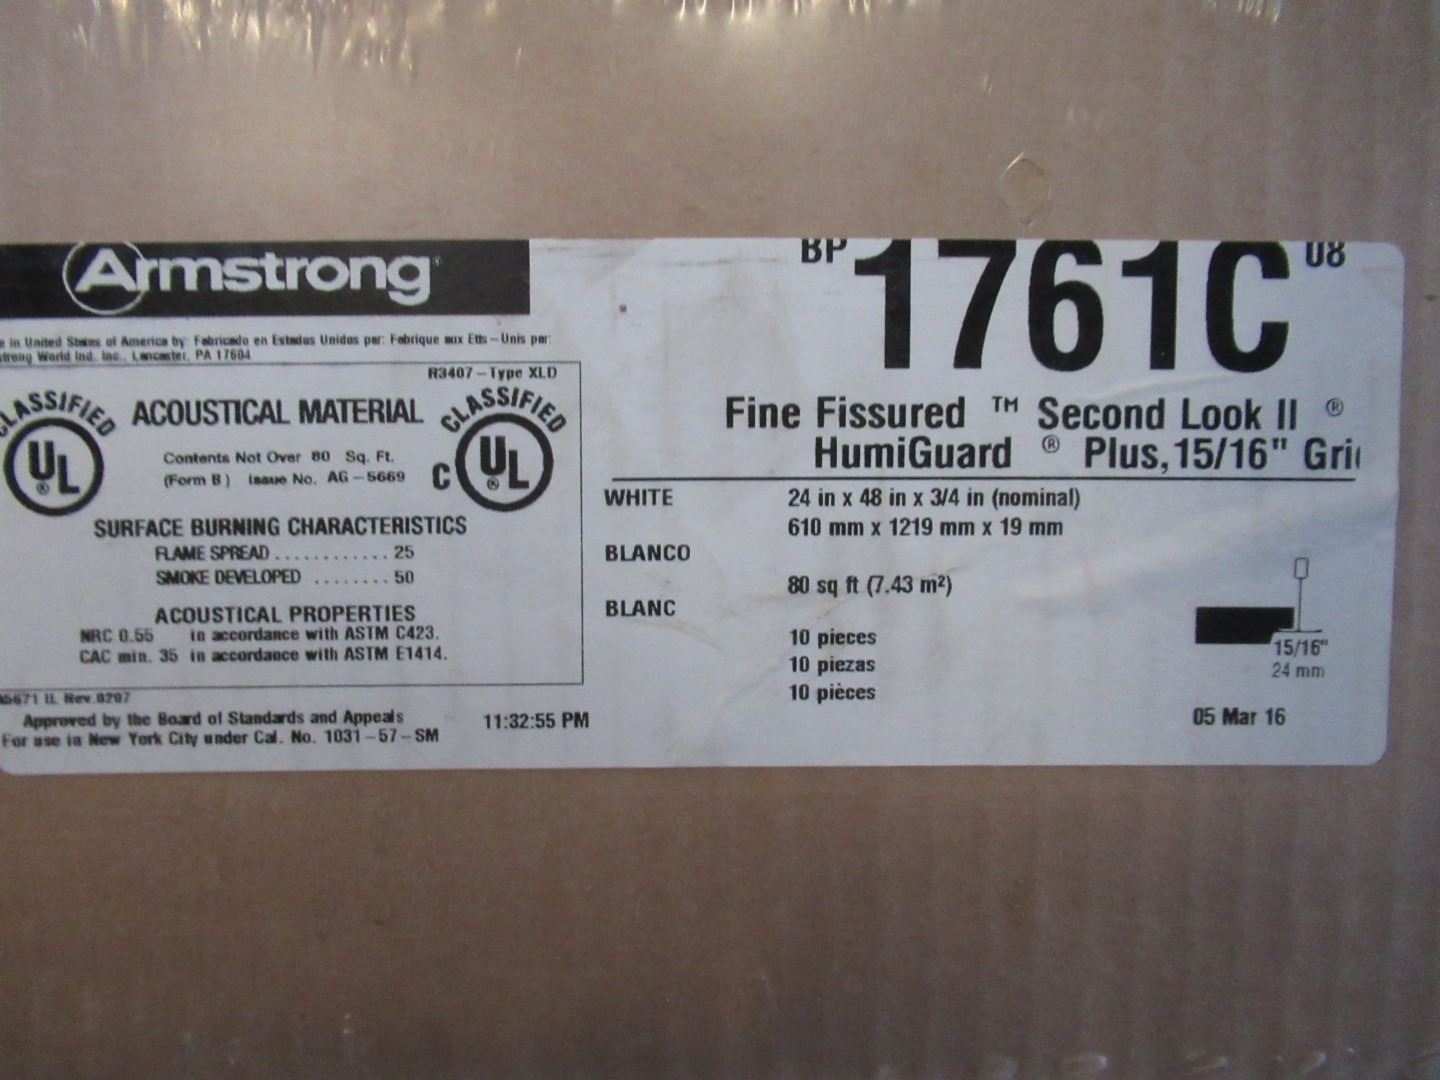 Armstrong
BP 1761C 08
in United States of America by: Fabricado en Estados Unidos por: Fabrique aux Etts - Unis par:
World Ind. Inc., Lancaster, PA 17604
R3407 - Type XLD
CLASSIFIED
UL ®
ACOUSTICAL MATERIAL
Contents Not Over 80 Sq. Ft.
(Form B) Issue No. AG - 5669
CLASSIFIED
C UL ®
SURFACE BURNING CHARACTERISTICS
FLAME SPREAD ............ 25
SMOKE DEVELOPED ........ 50
ACOUSTICAL PROPERTIES
NRC 0.55 in accordance with ASTM C423.
CAC min. 35 in accordance with ASTM E1414.
IL Rev 0207
Approved by the Board of Standards and Appeals
For use in New York City under Cal. No. 1031 - 57 - SM
11:32:55 PM
Fine Fissured ™ Second Look II ®
HumiGuard ® Plus, 15/16"
WHITE
BLANCO
BLANC
24 in x 48 in x 3/4 in (nominal)
610 mm x 1219 mm x 19 mm
80 sq ft (7.43 m²)
10 pieces
10 piezas
10 pièces
15/16"
24 mm
05 Mar 16